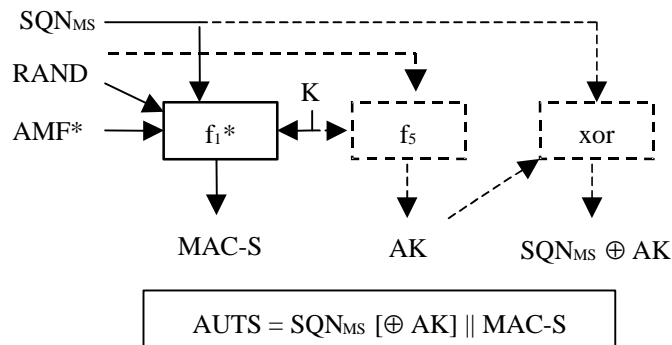 SQNMS
RAND
K
AMF*
f1*
f5
xor
MAC-S
AK
SQNMS ⊕ AK
AUTS = SQNMS [⊕ AK] || MAC-S